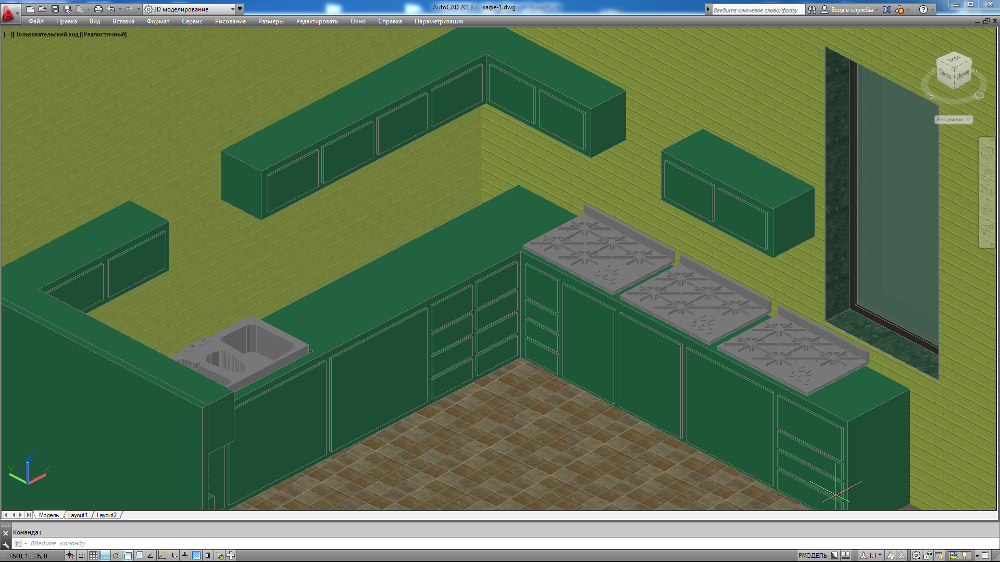 3D моделирование
AutoCAD 2013 кафе-1.dwg
Введите ключевое слово/фразу
Вход в службы
Файл Правка Вид Вставка Формат Сервис Рисование Размеры Редактировать Окно Справка Параметризация
[−][Пользовательский вид][Реалистичный]
Верх
Слева Перед
С В
З Ю
Без имени
Z
Y X
Модель Layout1 Layout2
Команда:
Введите команду
26540, 16835, 0
РМОДЕЛЬ
1:1